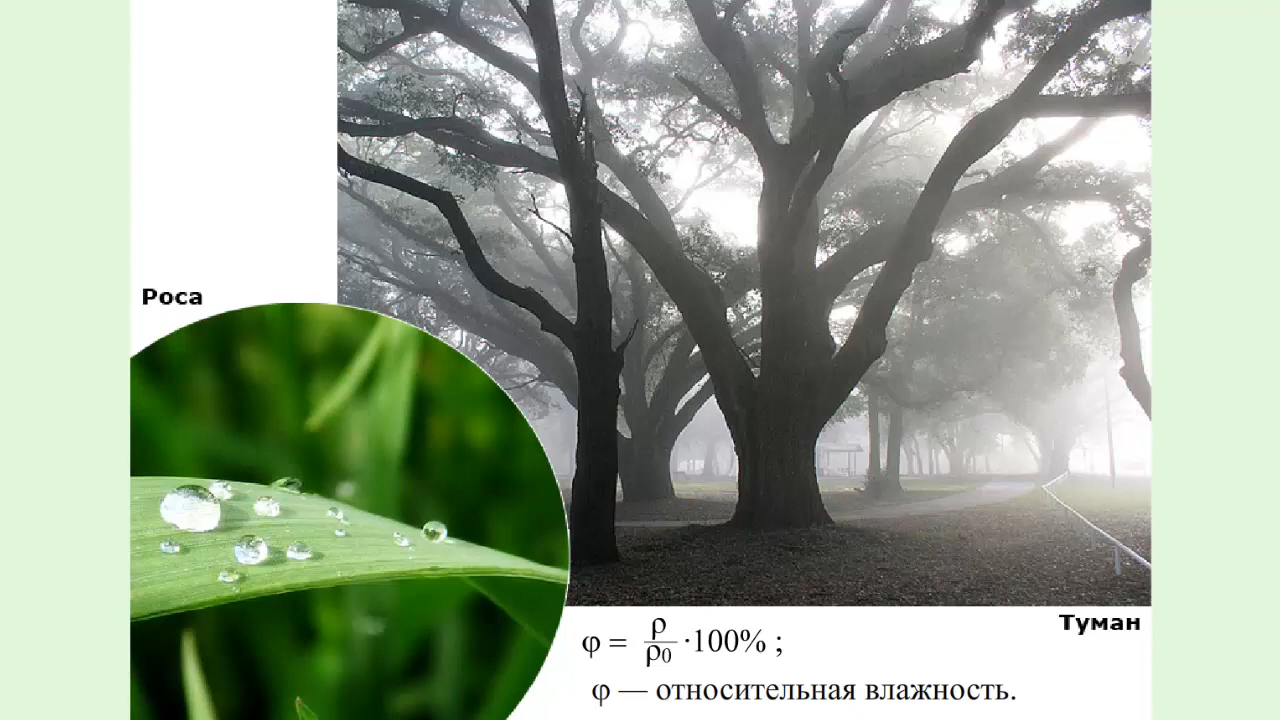 Роса
Туман
φ = ρ/ρ₀ ·100% ;
φ — относительная влажность.